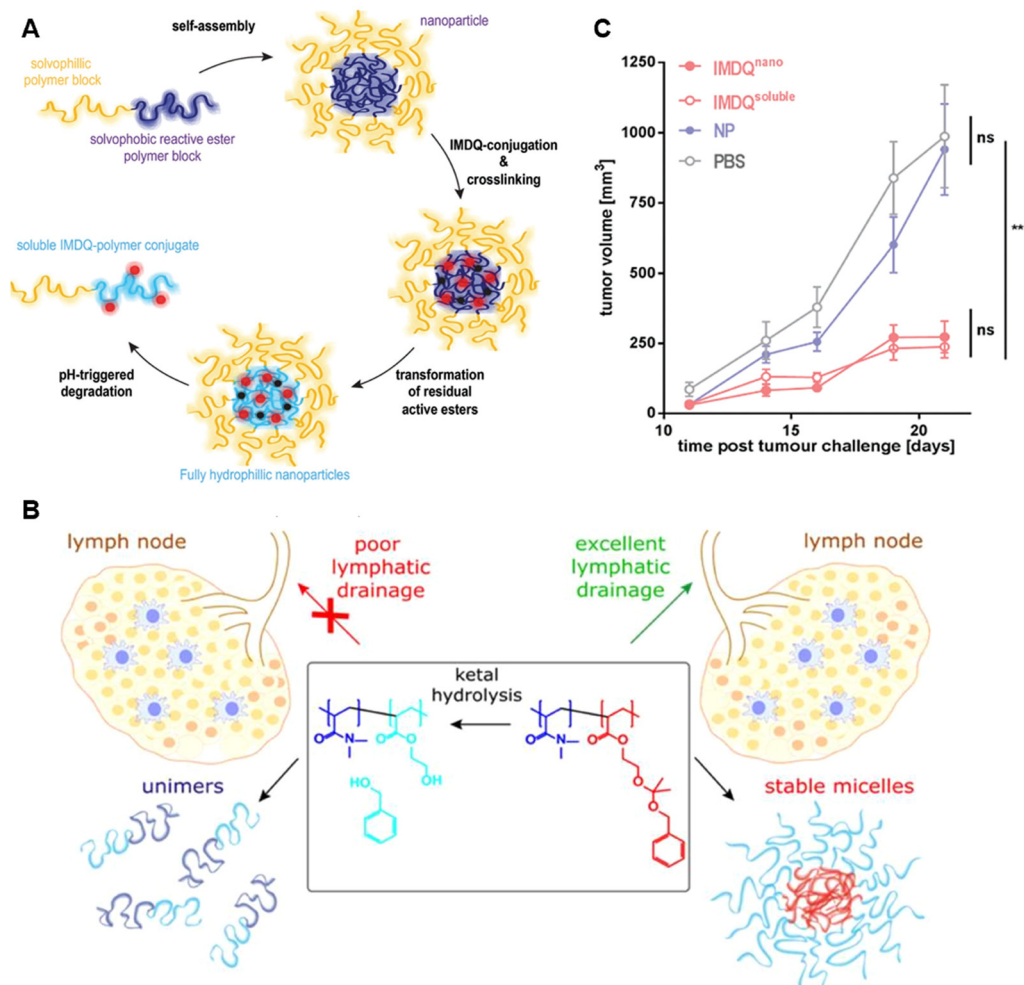 A
self-assembly
nanoparticle
solvophillic
polymer block
solvophobic reactive ester
polymer block
IMDQ-conjugation
&
crosslinking
soluble IMDQ-polymer conjugate
pH-triggered
degradation
transformation
of residual
active esters
Fully hydrophillic nanoparticles
C
1250
1000
750
500
250
0
tumor volume [mm³]
IMDQnano
IMDQsoluble
NP
PBS
ns
**
ns
10
15
20
time post tumour challenge [days]
B
lymph node
poor
lymphatic
drainage
excellent
lymphatic
drainage
lymph node
ketal
hydrolysis
O
N
O
O
OH
HO
O
N
O
O
O
O
unimers
stable micelles